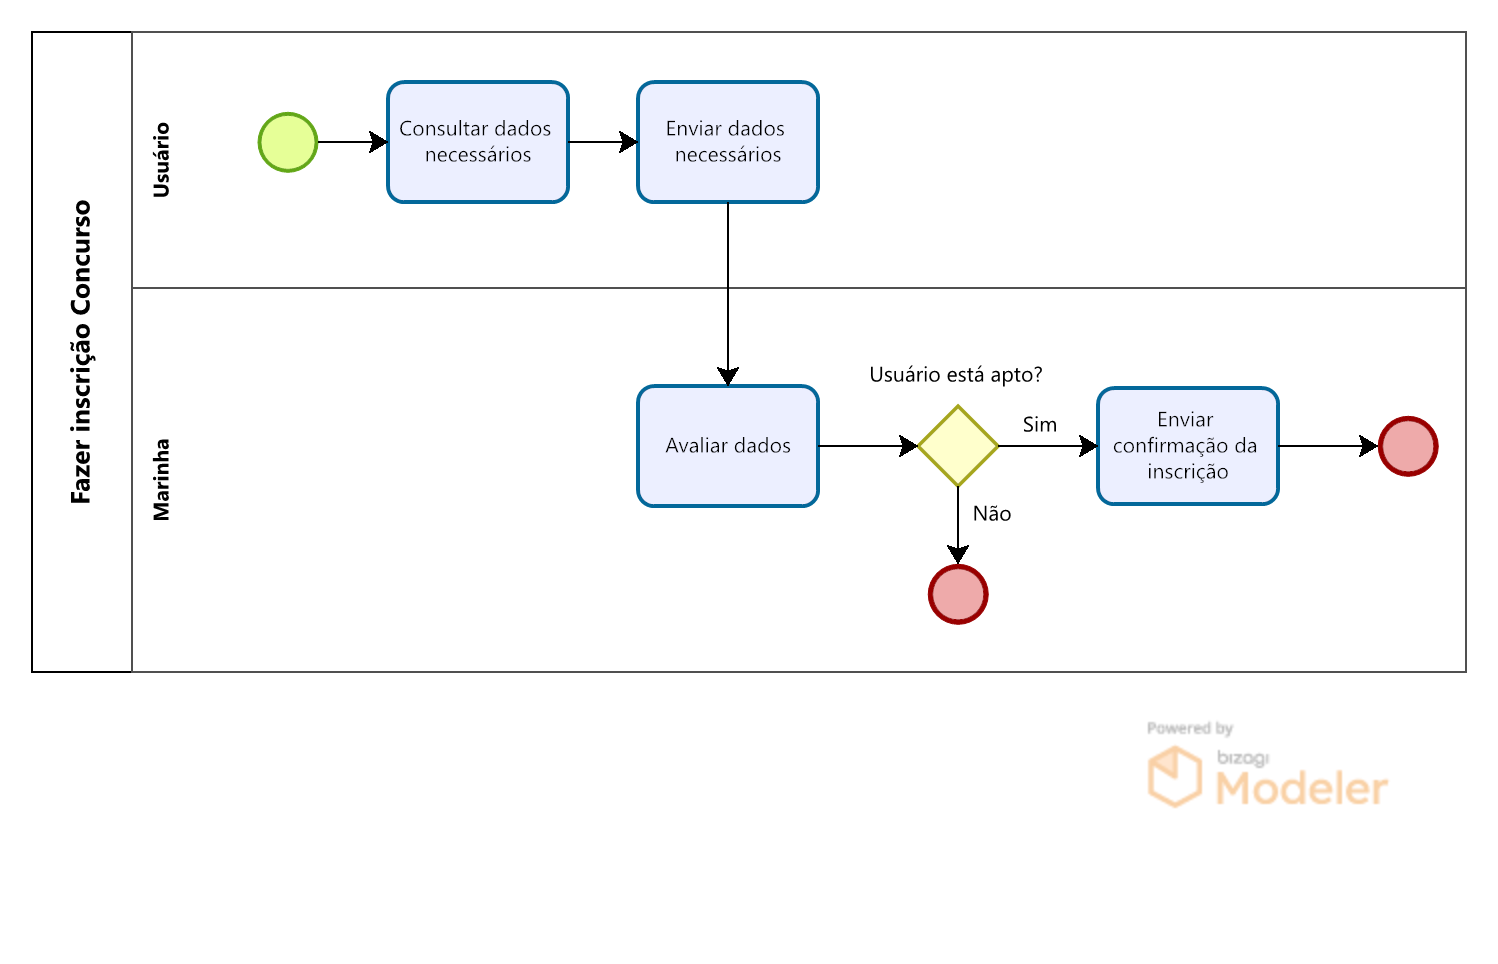 Fazer inscrição Concurso
Usuário
Consultar dados
necessários
Enviar dados
necessários
Marinha
Avaliar dados
Usuário está apto?
Sim
Não
Enviar
confirmação da
inscrição
Powered by
bizagi
Modeler